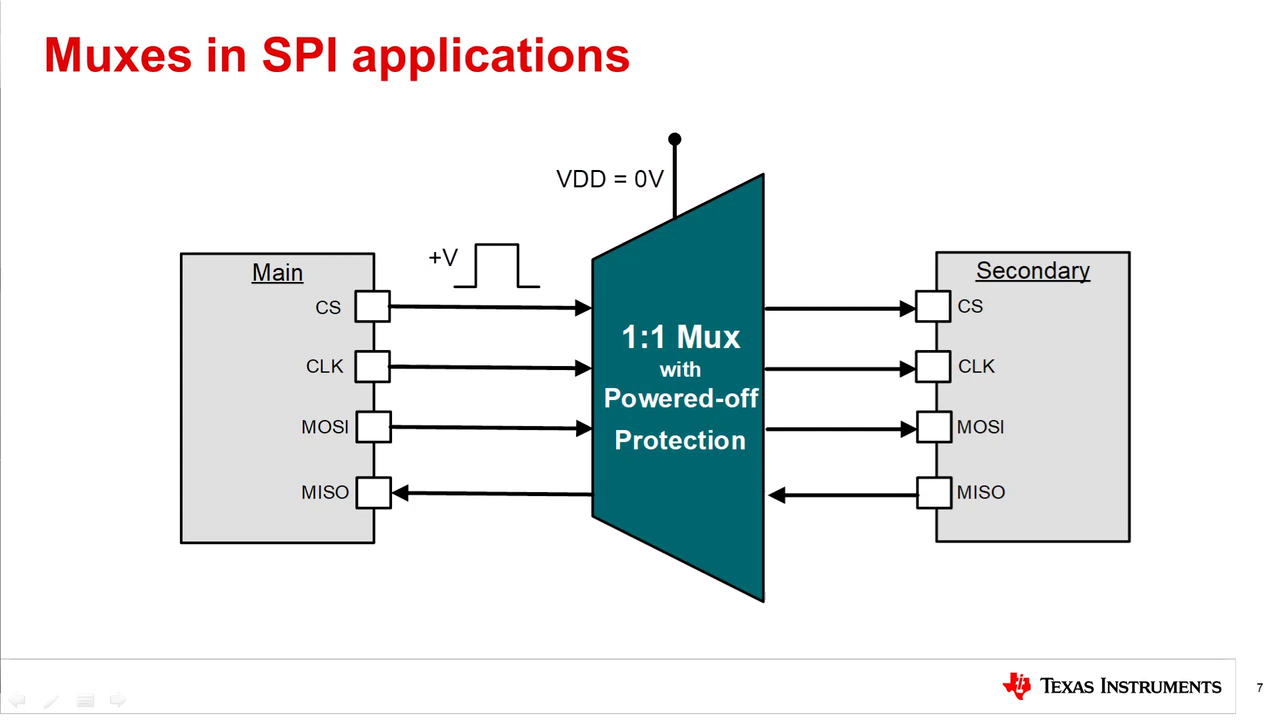 Muxes in SPI applications
VDD = 0V
+V
Main
CS
CLK
MOSI
MISO
1:1 Mux
with
Powered-off
Protection
Secondary
CS
CLK
MOSI
MISO
TEXAS INSTRUMENTS
7